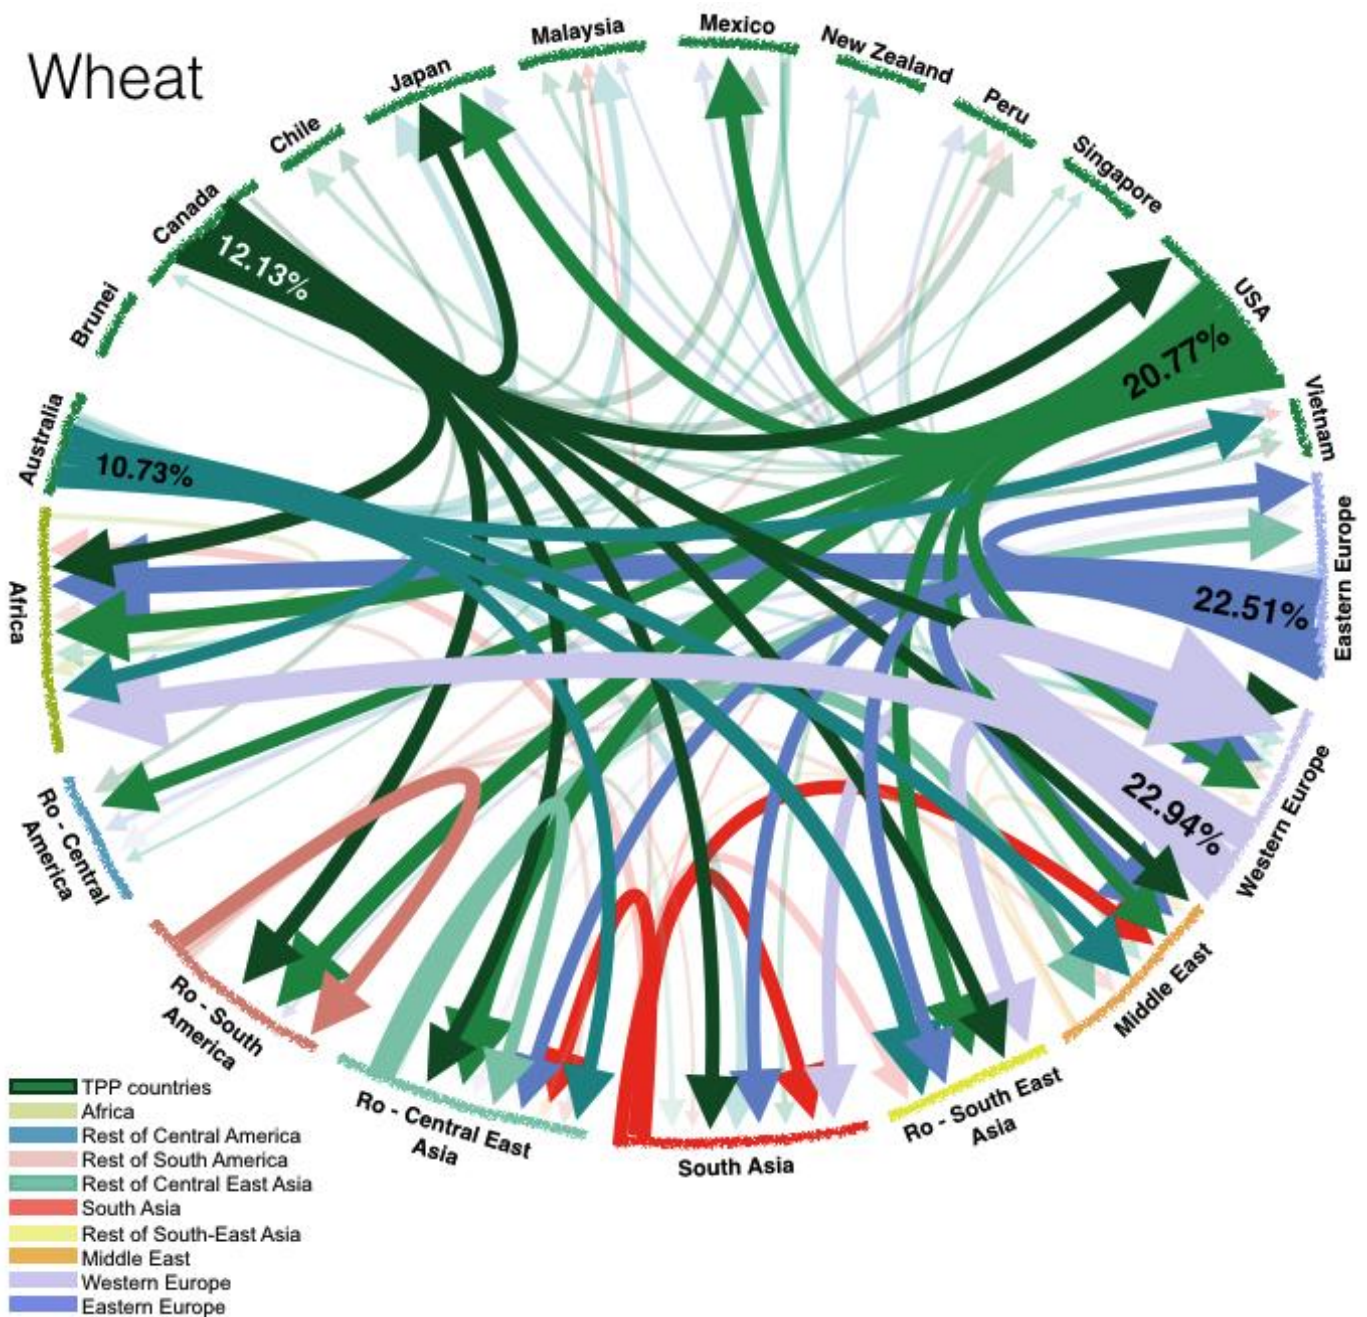 Wheat
Malaysia
Mexico
New Zealand
Japan
Peru
Chile
Singapore
Canada
12.13%
USA
20.77%
Brunei
Vietnam
Australia
10.73%
Eastern Europe
22.51%
Africa
Western Europe
22.94%
Ro - Central
America
Middle East
Ro - South
America
Ro - Central East
Asia
South Asia
Ro - South East
Asia
TPP countries
Africa
Rest of Central America
Rest of South America
Rest of Central East Asia
South Asia
Rest of South-East Asia
Middle East
Western Europe
Eastern Europe